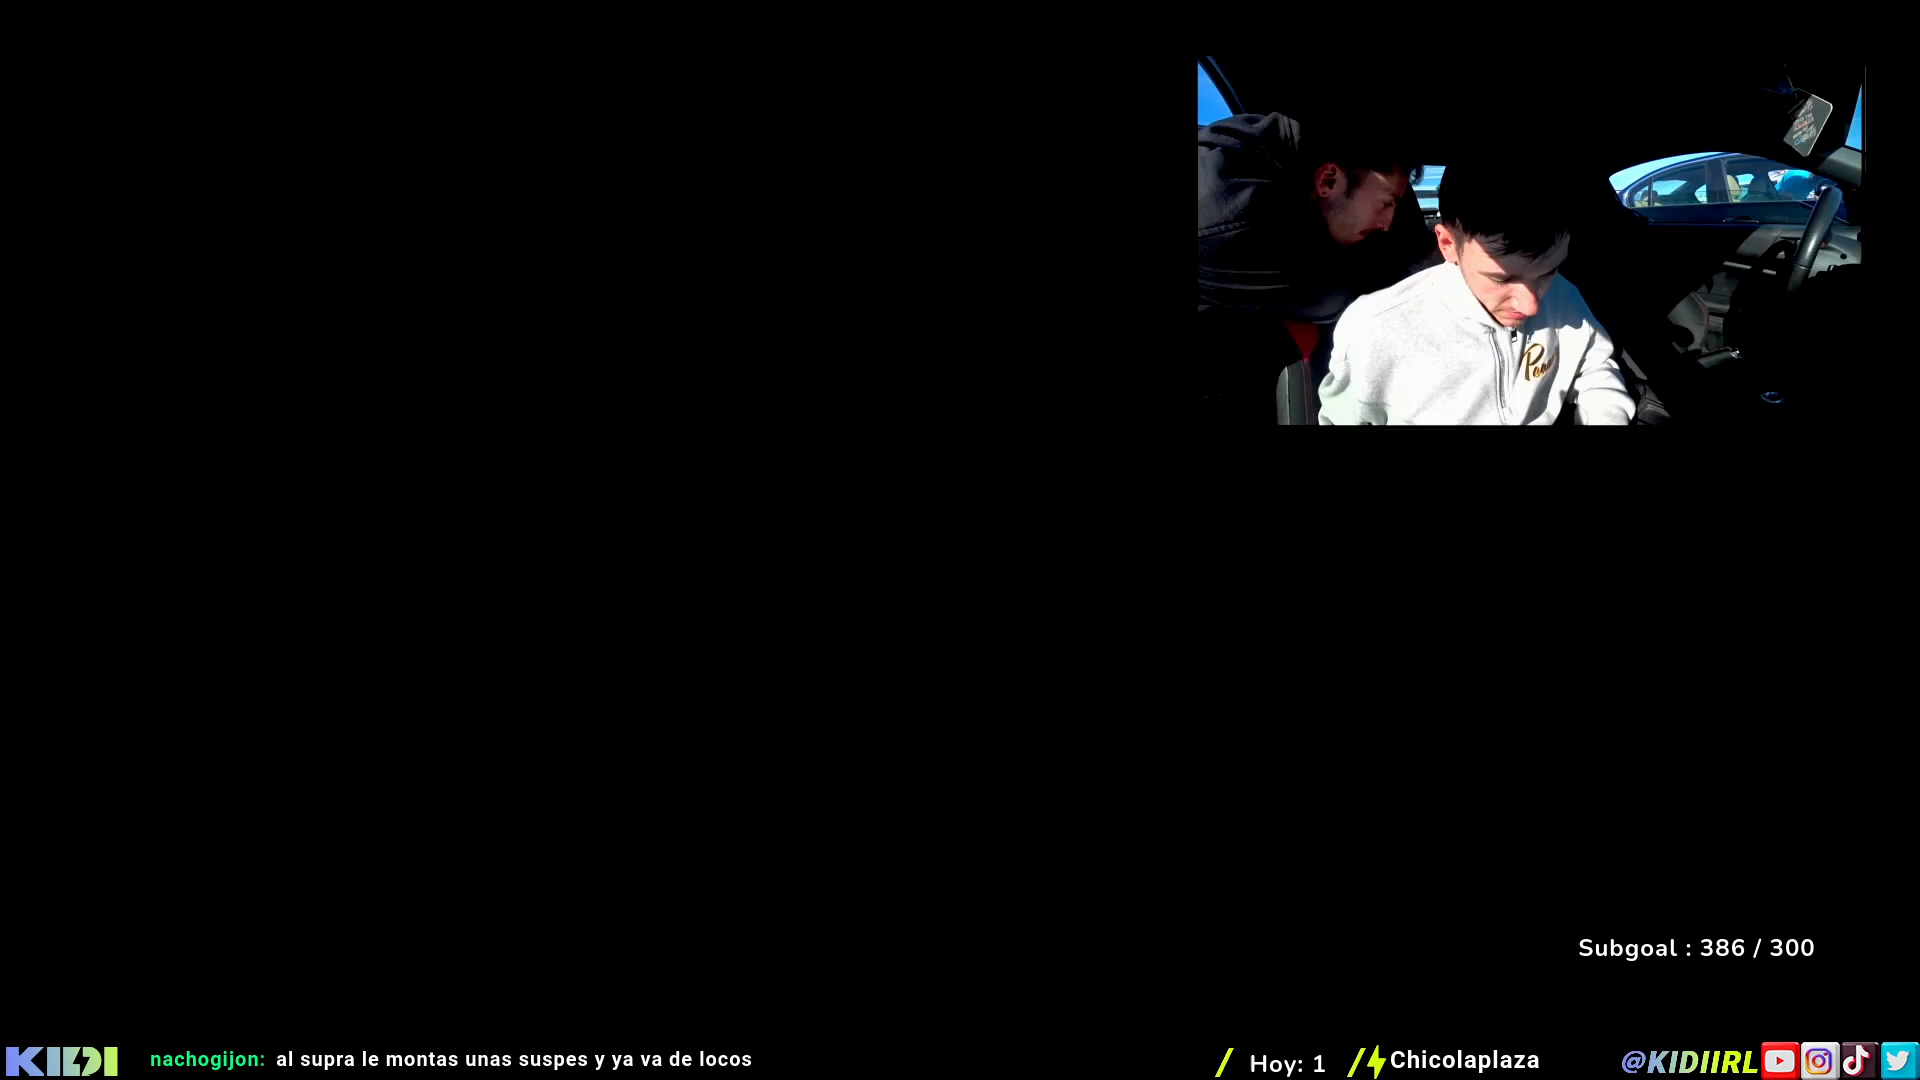 Subgoal : 386 / 300
KIDI
nachogijon: al supra le montas unas suspes y ya va de locos
/ Hoy: 1
/ Chicolaplaza
@KIDIIRL